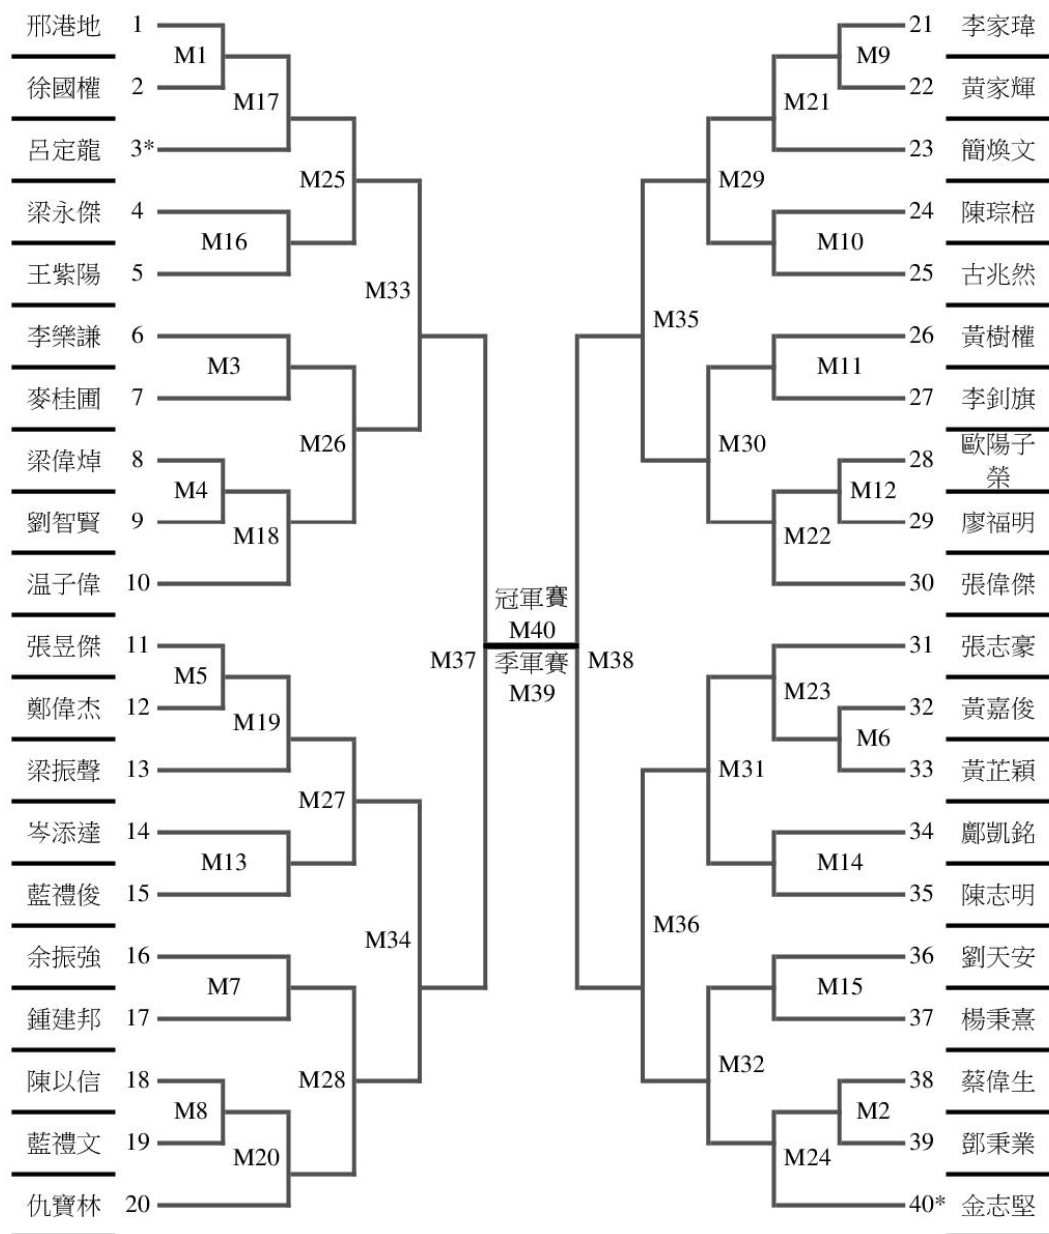 邢港地 1
M1
徐國權 2
M17
呂定龍 3*
M25
梁永傑 4
M16
王紫陽 5
M33
李樂謙 6
M3
麥桂圃 7
M26
梁偉焯 8
M4
劉智賢 9
M18
温子偉 10
張昱傑 11
M5
鄭偉杰 12
M19
梁振聲 13
M27
岑添達 14
M13
藍禮俊 15
M34
余振強 16
M7
鍾建邦 17
M28
陳以信 18
M8
藍禮文 19
M20
仇寶林 20
M37
冠軍賽
M40
季軍賽
M39
M38
21 李家瑋
M9
22 黄家輝
M21
23 簡煥文
M29
24 陳琮棓
M10
25 古兆然
M35
26 黃樹權
M11
27 李釗旗
M30
28 歐陽子
榮
M12
29 廖福明
M22
30 張偉傑
31 張志豪
M23
32 黃嘉俊
M6
33 黃芷穎
M31
34 鄺凱銘
M14
35 陳志明
M36
36 劉天安
M15
37 楊秉熹
M32
38 蔡偉生
M2
39 鄧秉業
M24
40* 金志堅